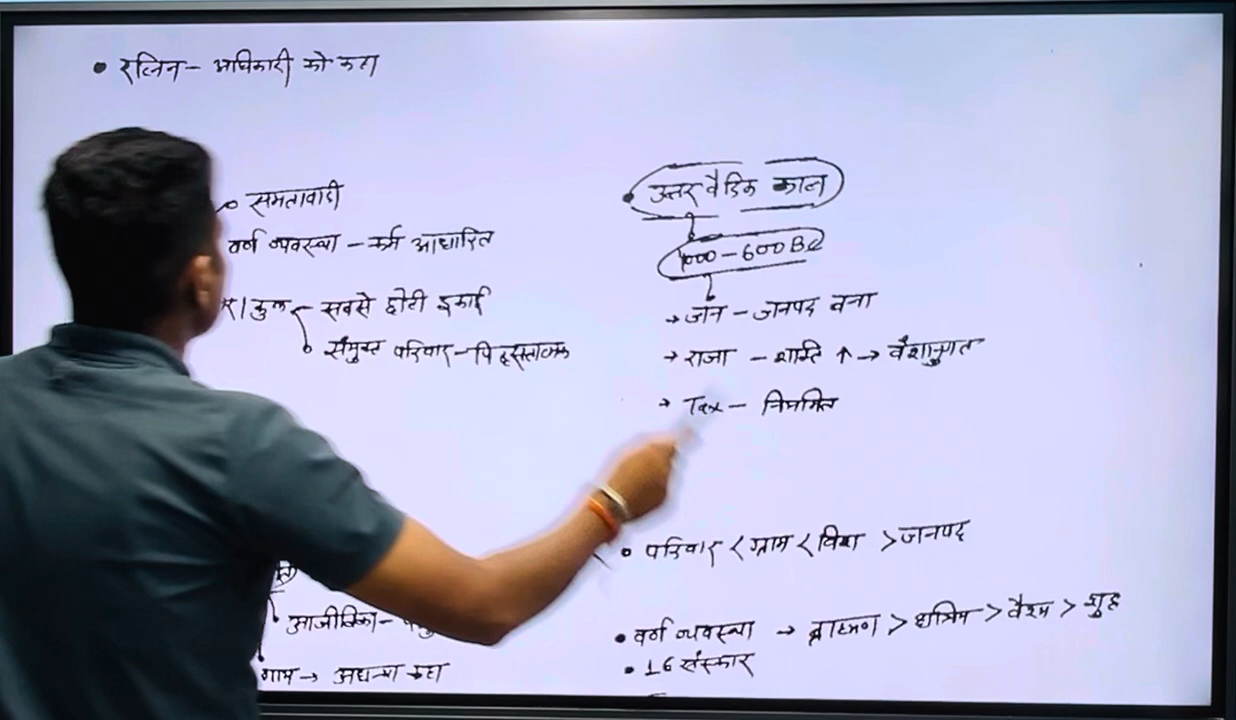 • रत्निन - अधिकारी को कहा
समतावादी
वर्ण व्यवस्था - कर्म आधारित
/ कुल - सबसे छोटी इकाई
संयुक्त परिवार - पितृसत्तात्मक
आजीविका -
गाय → अघन्या कहा
• उत्तर वैदिक काल
1000-600 BC
→ जन - जनपद बना
→ राजा - शक्ति ↑ → वंशानुगत
→ Tax - नियमित
• परिवार < ग्राम < विश > जनपद
• वर्ण व्यवस्था → ब्राह्मण > क्षत्रिय > वैश्य > शुद्र
• 16 संस्कार